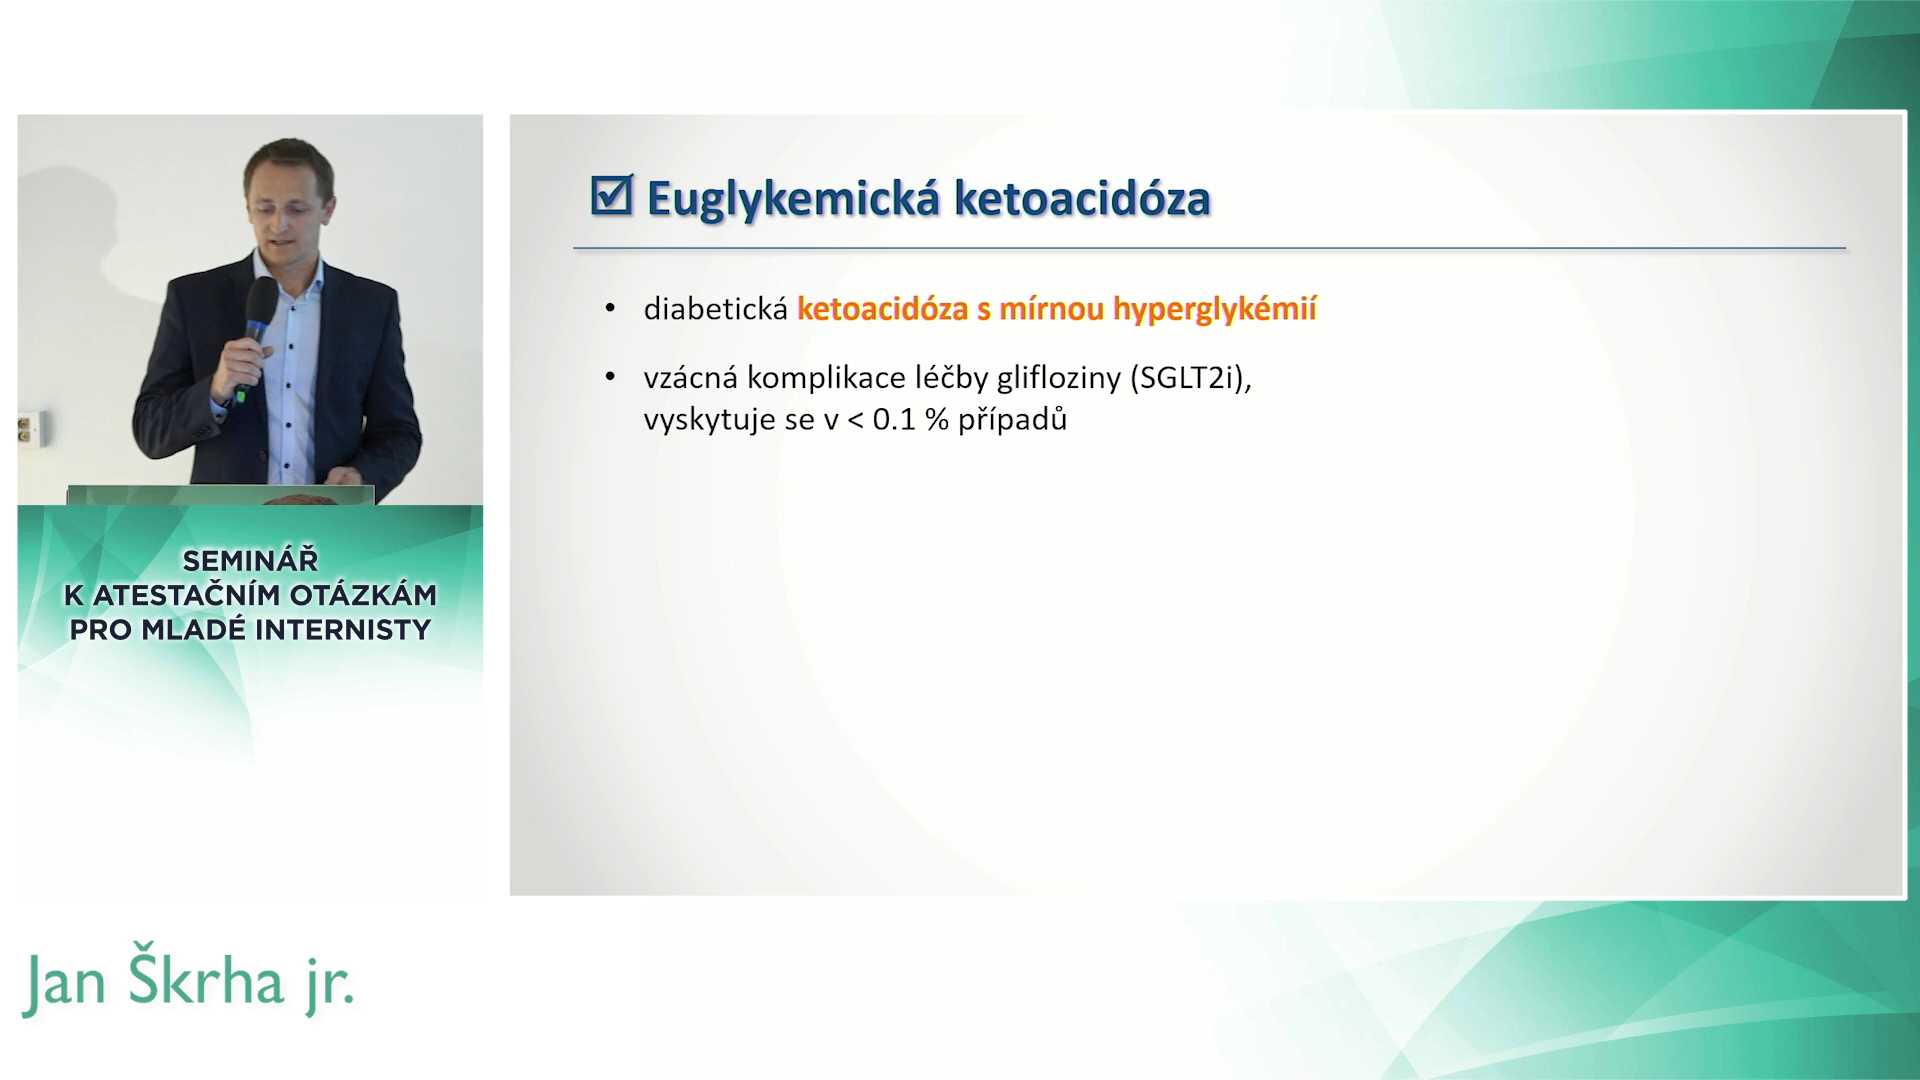 ☑ Euglykemická ketoacidóza
• diabetická ketoacidóza s mírnou hyperglykémií
• vzácná komplikace léčby glifloziny (SGLT2i),
vyskytuje se v < 0.1 % případů
SEMINÁŘ
K ATESTAČNÍM OTÁZKÁM
PRO MLADÉ INTERNISTY
Jan Škrha jr.